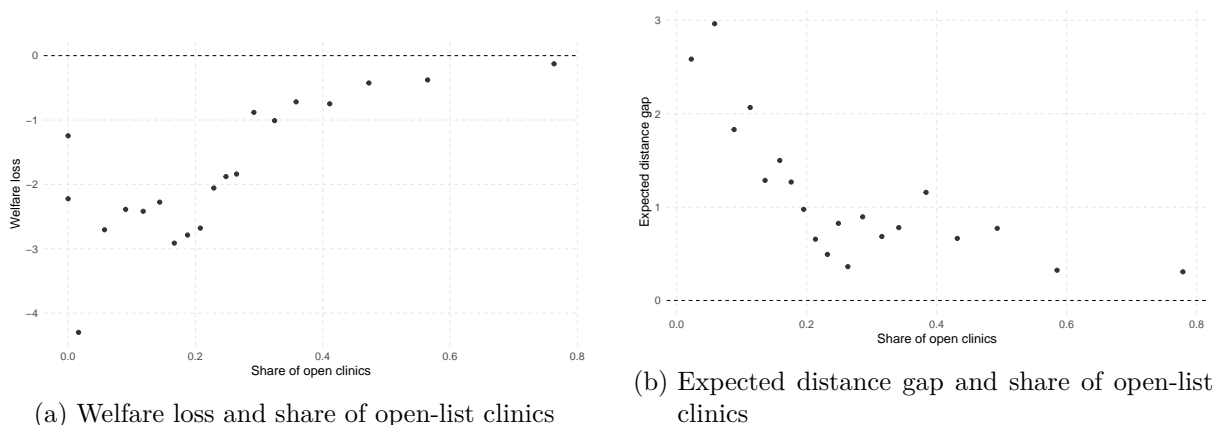 0
−1
−2
−3
−4
Welfare loss
0.0 0.2 0.4 0.6 0.8
Share of open clinics
(a) Welfare loss and share of open-list clinics
3
2
1
0
Expected distance gap
0.0 0.2 0.4 0.6 0.8
Share of open clinics
(b) Expected distance gap and share of open-list
clinics